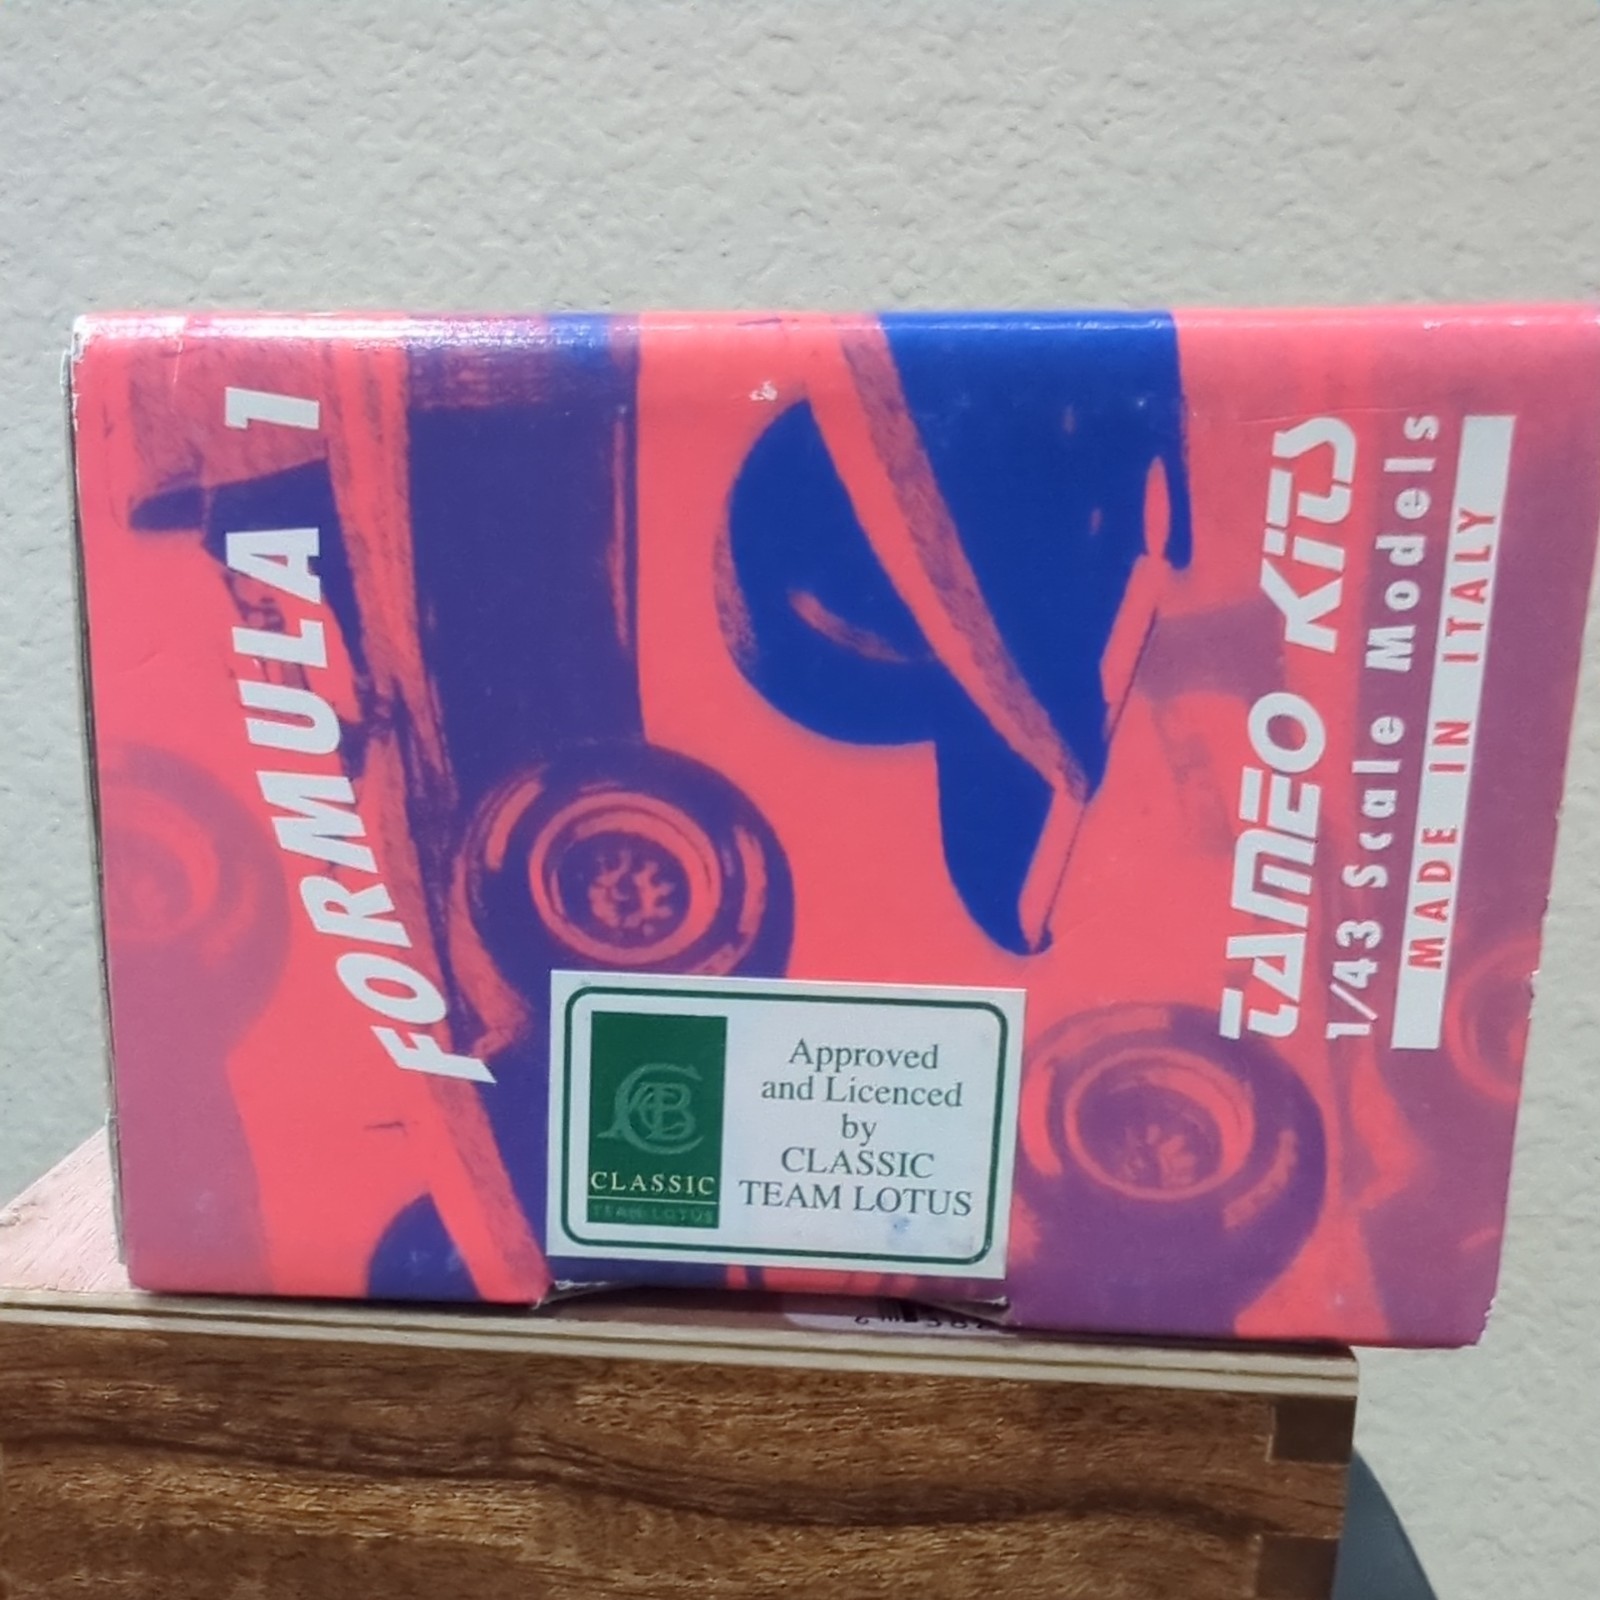 FORMULA 1
TAMEO KITS
1/43 Scale Models
MADE IN ITALY
Approved
and Licenced
by
CLASSIC
TEAM LOTUS
CLASSIC
TEAM LOTUS